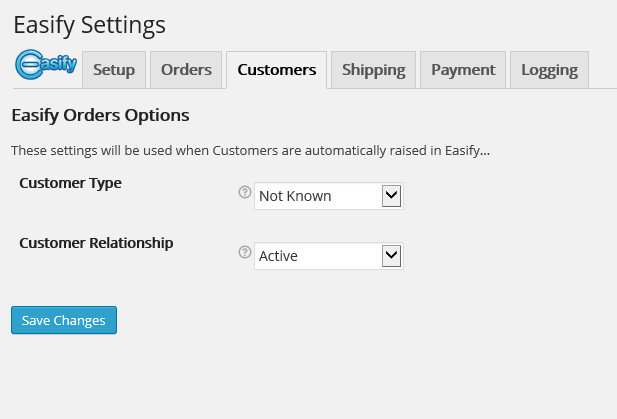 Easify Settings
Easify Setup Orders Customers Shipping Payment Logging
Easify Orders Options
These settings will be used when Customers are automatically raised in Easify...
Customer Type ? Not Known
Customer Relationship ? Active
Save Changes